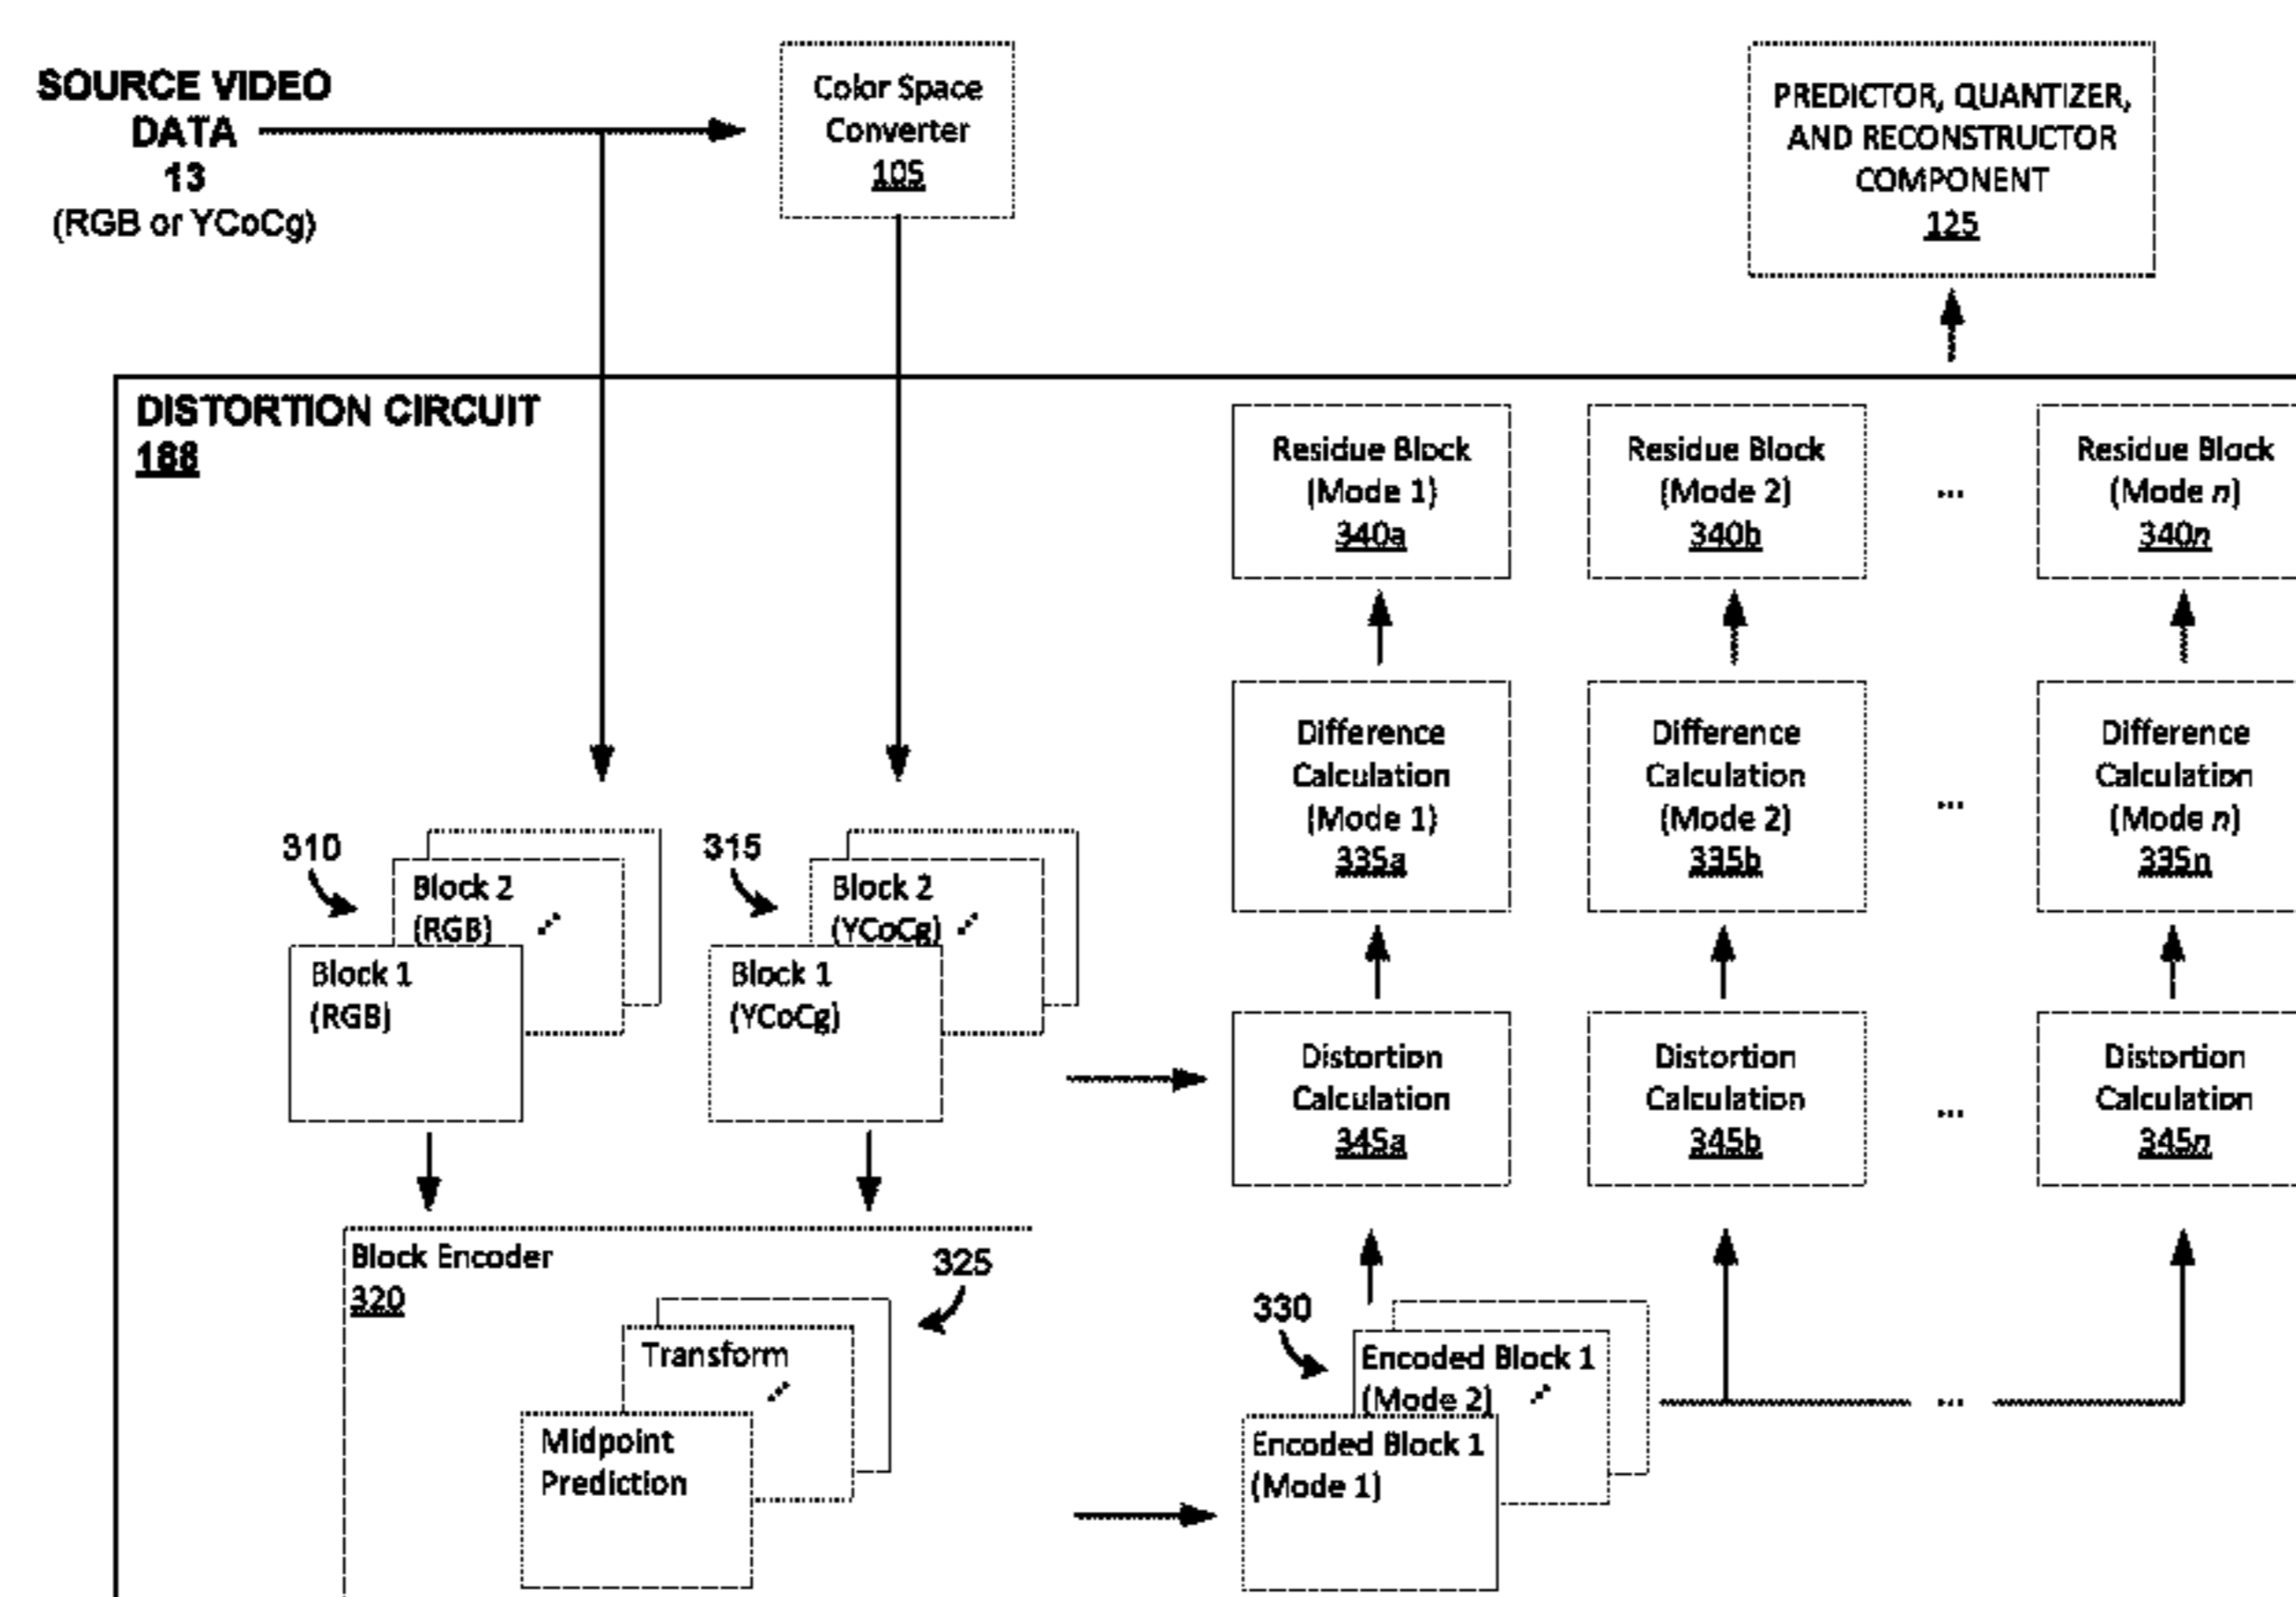 SOURCE VIDEO
DATA
13
(RGB or YCoCg)
Color Space
Converter
105
PREDICTOR, QUANTIZER,
AND RECONSTRUCTOR
COMPONENT
125
DISTORTION CIRCUIT
188
Residue Block
(Mode 1)
340a
Residue Block
(Mode 2)
340b
...
Residue Block
(Mode n)
340n
Difference
Calculation
(Mode 1)
335a
Difference
Calculation
(Mode 2)
335b
...
Difference
Calculation
(Mode n)
335n
310
Block 2
(RGB)
Block 1
(RGB)
315
Block 2
(YCoCg)
Block 1
(YCoCg)
Distortion
Calculation
345a
Distortion
Calculation
345b
...
Distortion
Calculation
345n
Block Encoder
320
325
Transform
Midpoint
Prediction
330
Encoded Block 1
(Mode 2)
Encoded Block 1
(Mode 1)
...